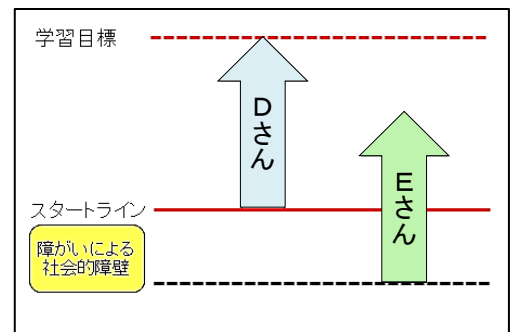 学習目標
Dさん
Eさん
スタートライン
障がいによる
社会的障壁